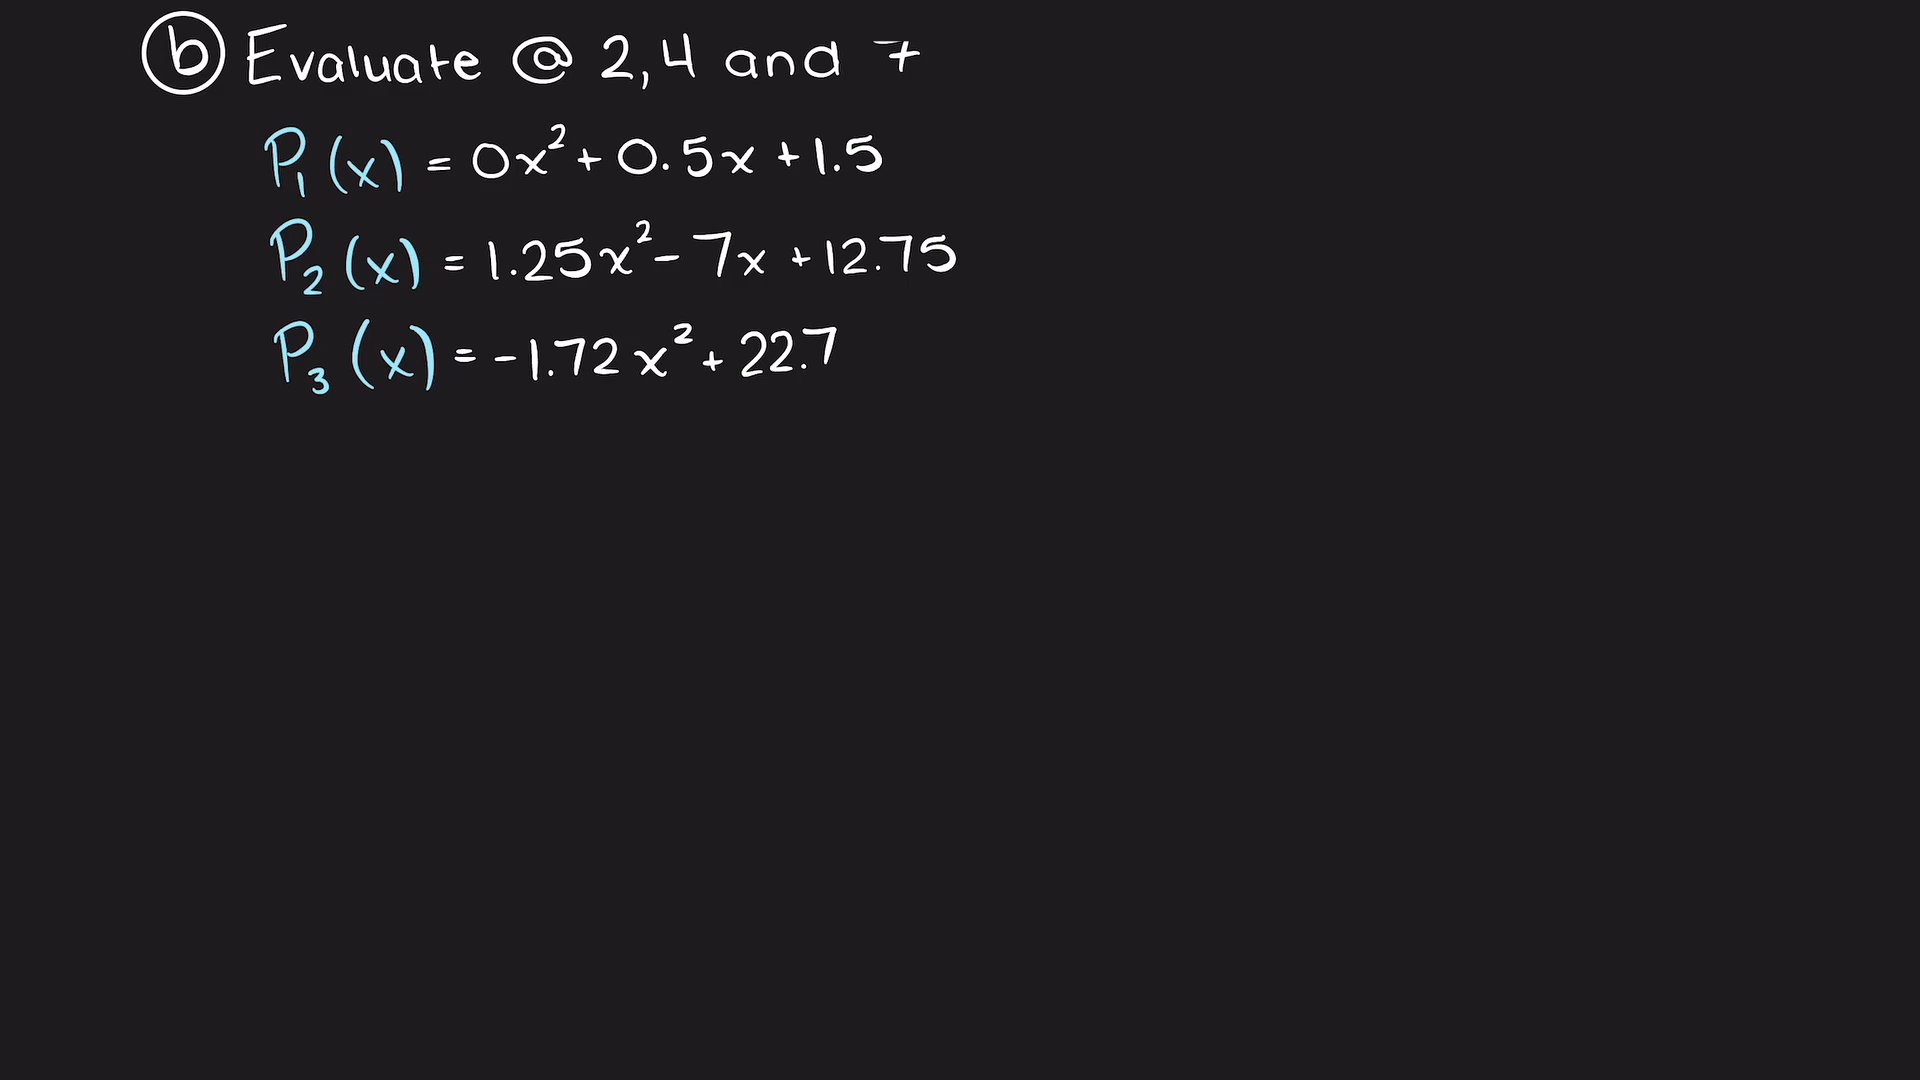 b Evaluate @ 2,4 and 7
P₁(x) = 0x² + 0.5x + 1.5
P₂(x) = 1.25x² - 7x + 12.75
P₃(x) = -1.72x² + 22.7